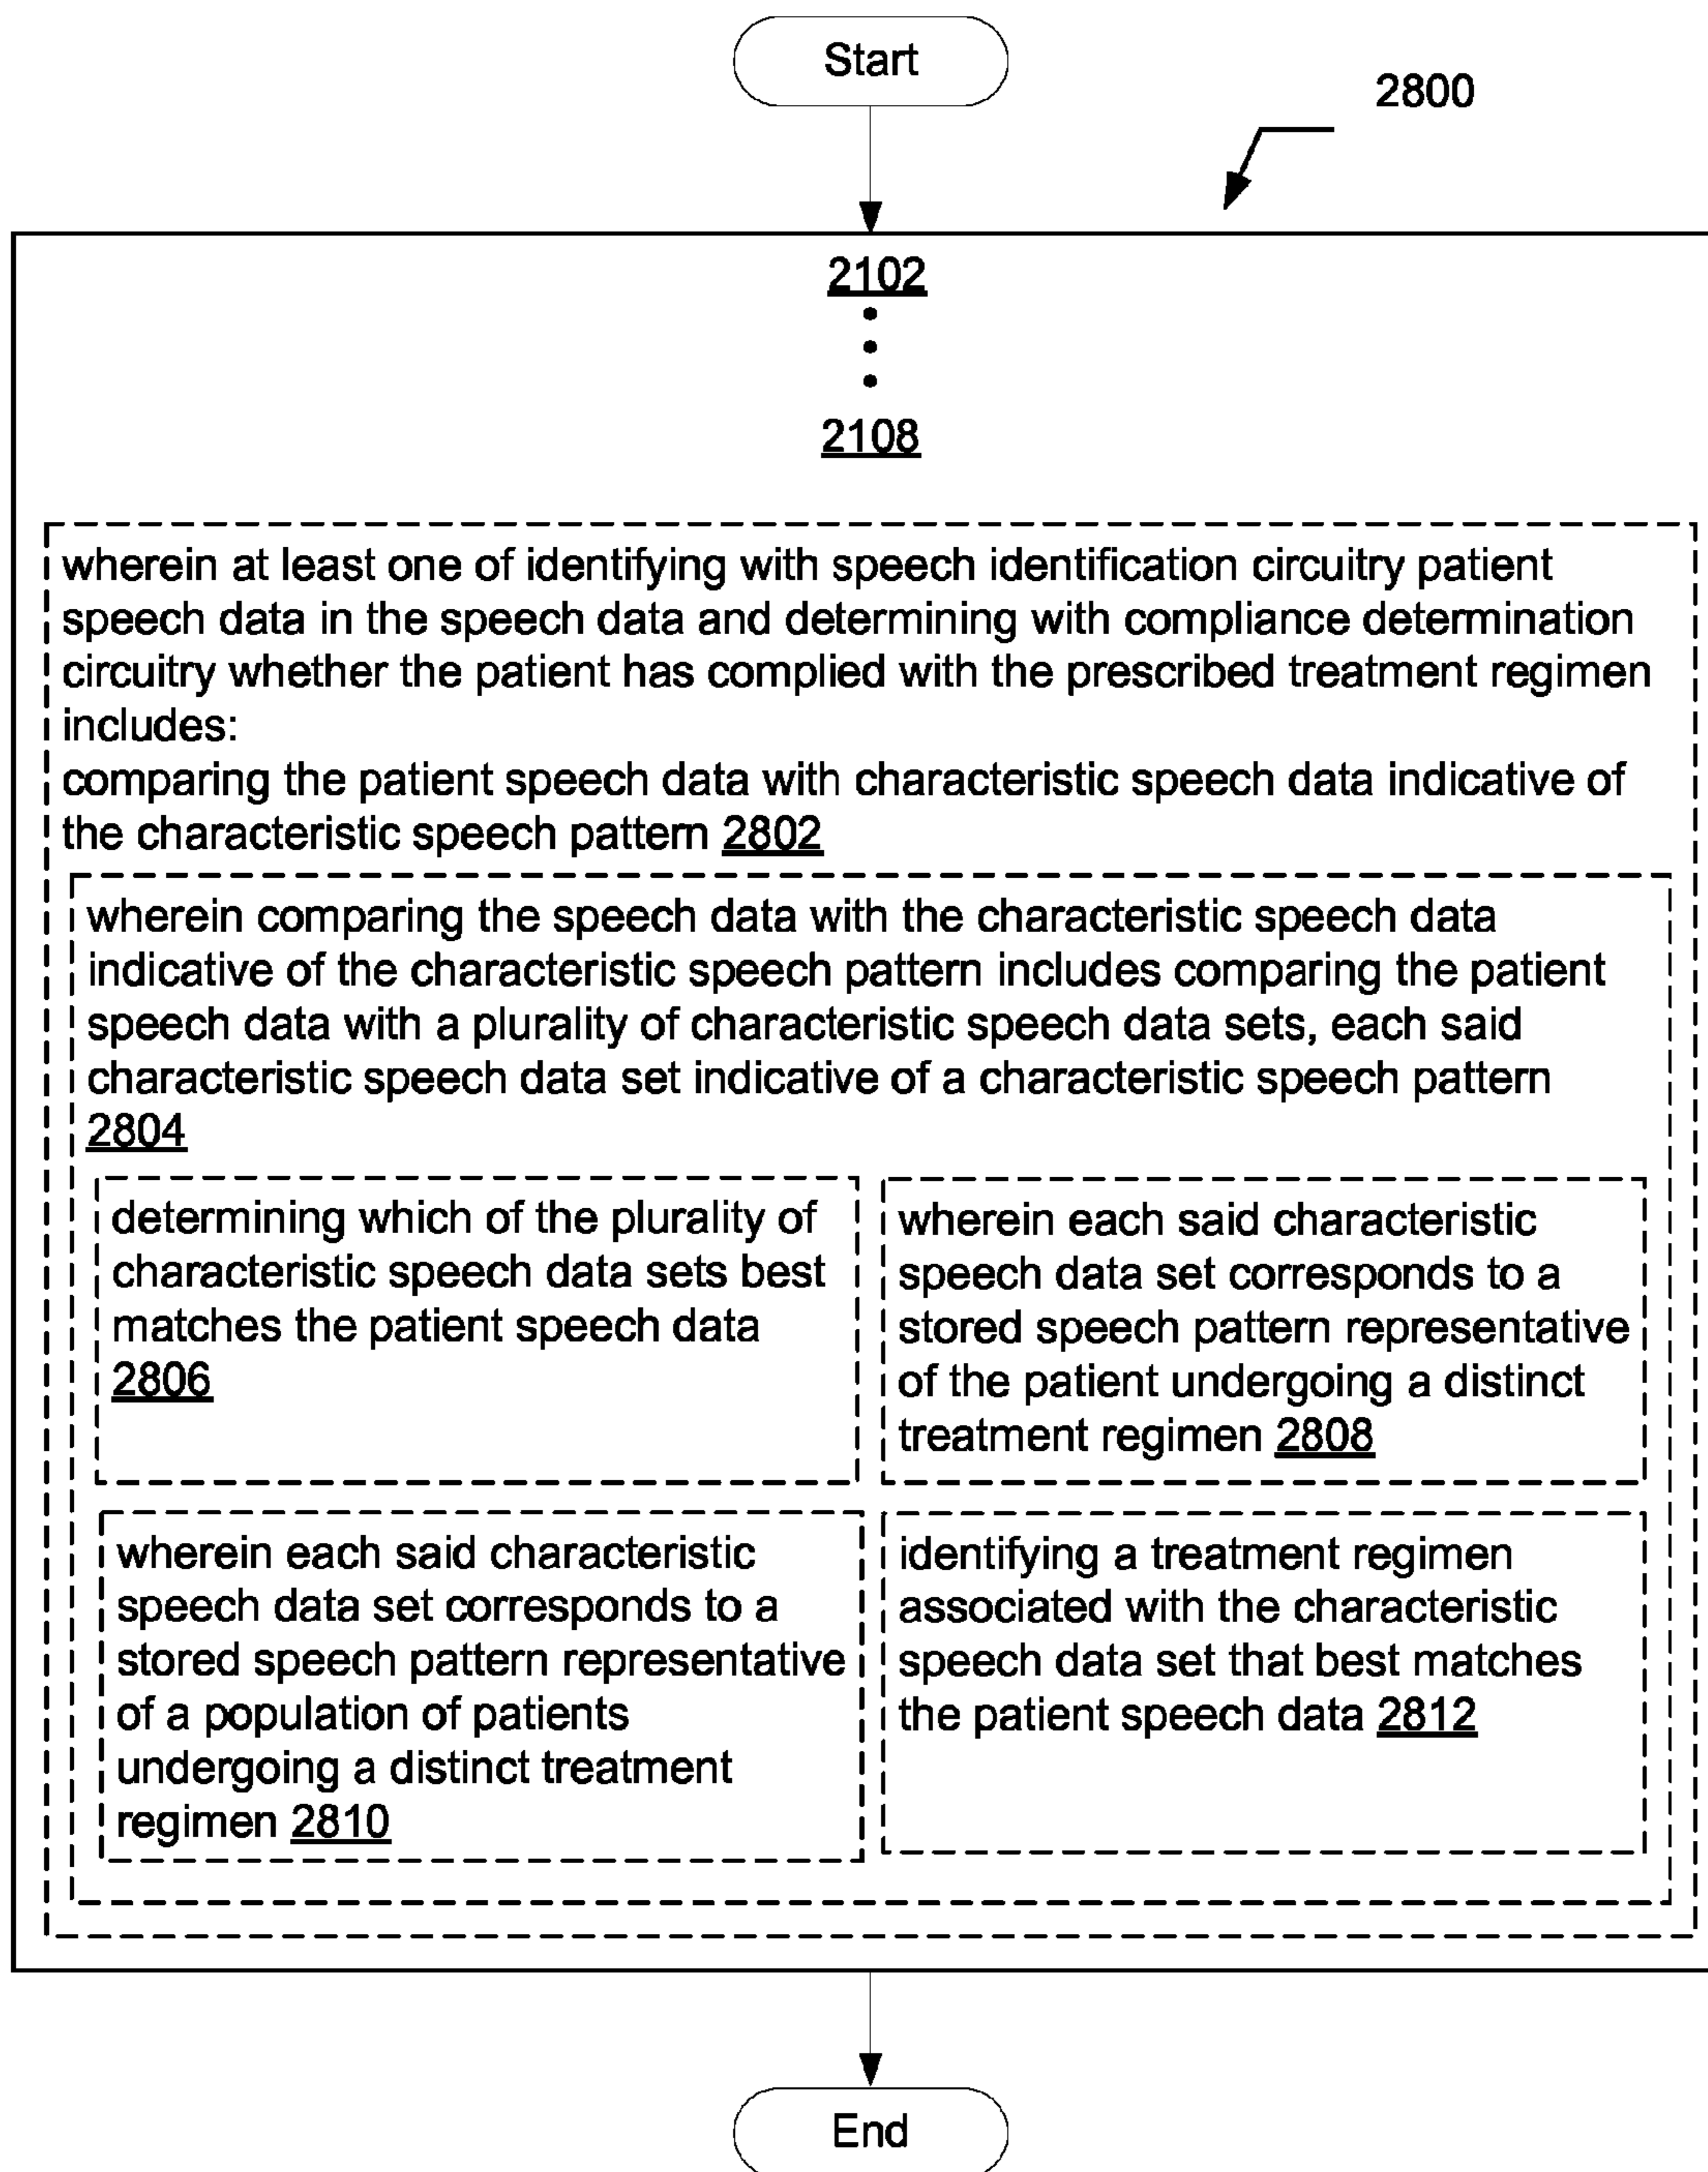 Start
2800
2102
2108
wherein at least one of identifying with speech identification circuitry patient
speech data in the speech data and determining with compliance determination
circuitry whether the patient has complied with the prescribed treatment regimen
includes:
comparing the patient speech data with characteristic speech data indicative of
the characteristic speech pattern 2802
wherein comparing the speech data with the characteristic speech data
indicative of the characteristic speech pattern includes comparing the patient
speech data with a plurality of characteristic speech data sets, each said
characteristic speech data set indicative of a characteristic speech pattern
2804
determining which of the plurality of
characteristic speech data sets best
matches the patient speech data
2806
wherein each said characteristic
speech data set corresponds to a
stored speech pattern representative
of the patient undergoing a distinct
treatment regimen 2808
wherein each said characteristic
speech data set corresponds to a
stored speech pattern representative
of a population of patients
undergoing a distinct treatment
regimen 2810
identifying a treatment regimen
associated with the characteristic
speech data set that best matches
the patient speech data 2812
End